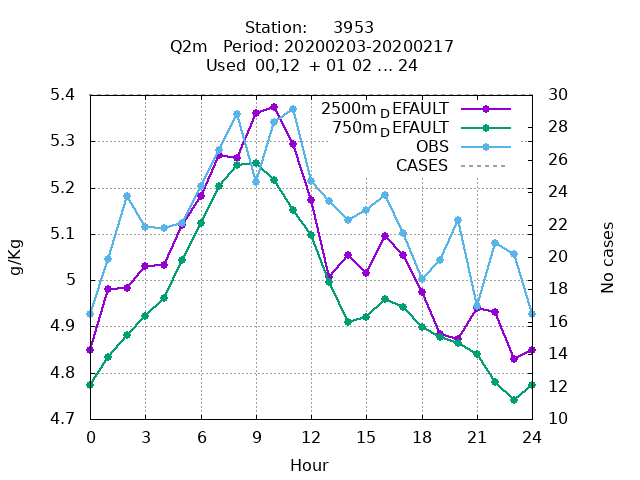 Station: 3953
Q2m Period: 20200203-20200217
Used 00,12 + 01 02 ... 24
2500m_DEFAULT
750m_DEFAULT
OBS
CASES
5.4
5.3
5.2
5.1
5
4.9
4.8
4.7
30
28
26
24
22
20
18
16
14
12
10
g/Kg
No cases
0 3 6 9 12 15 18 21 24
Hour